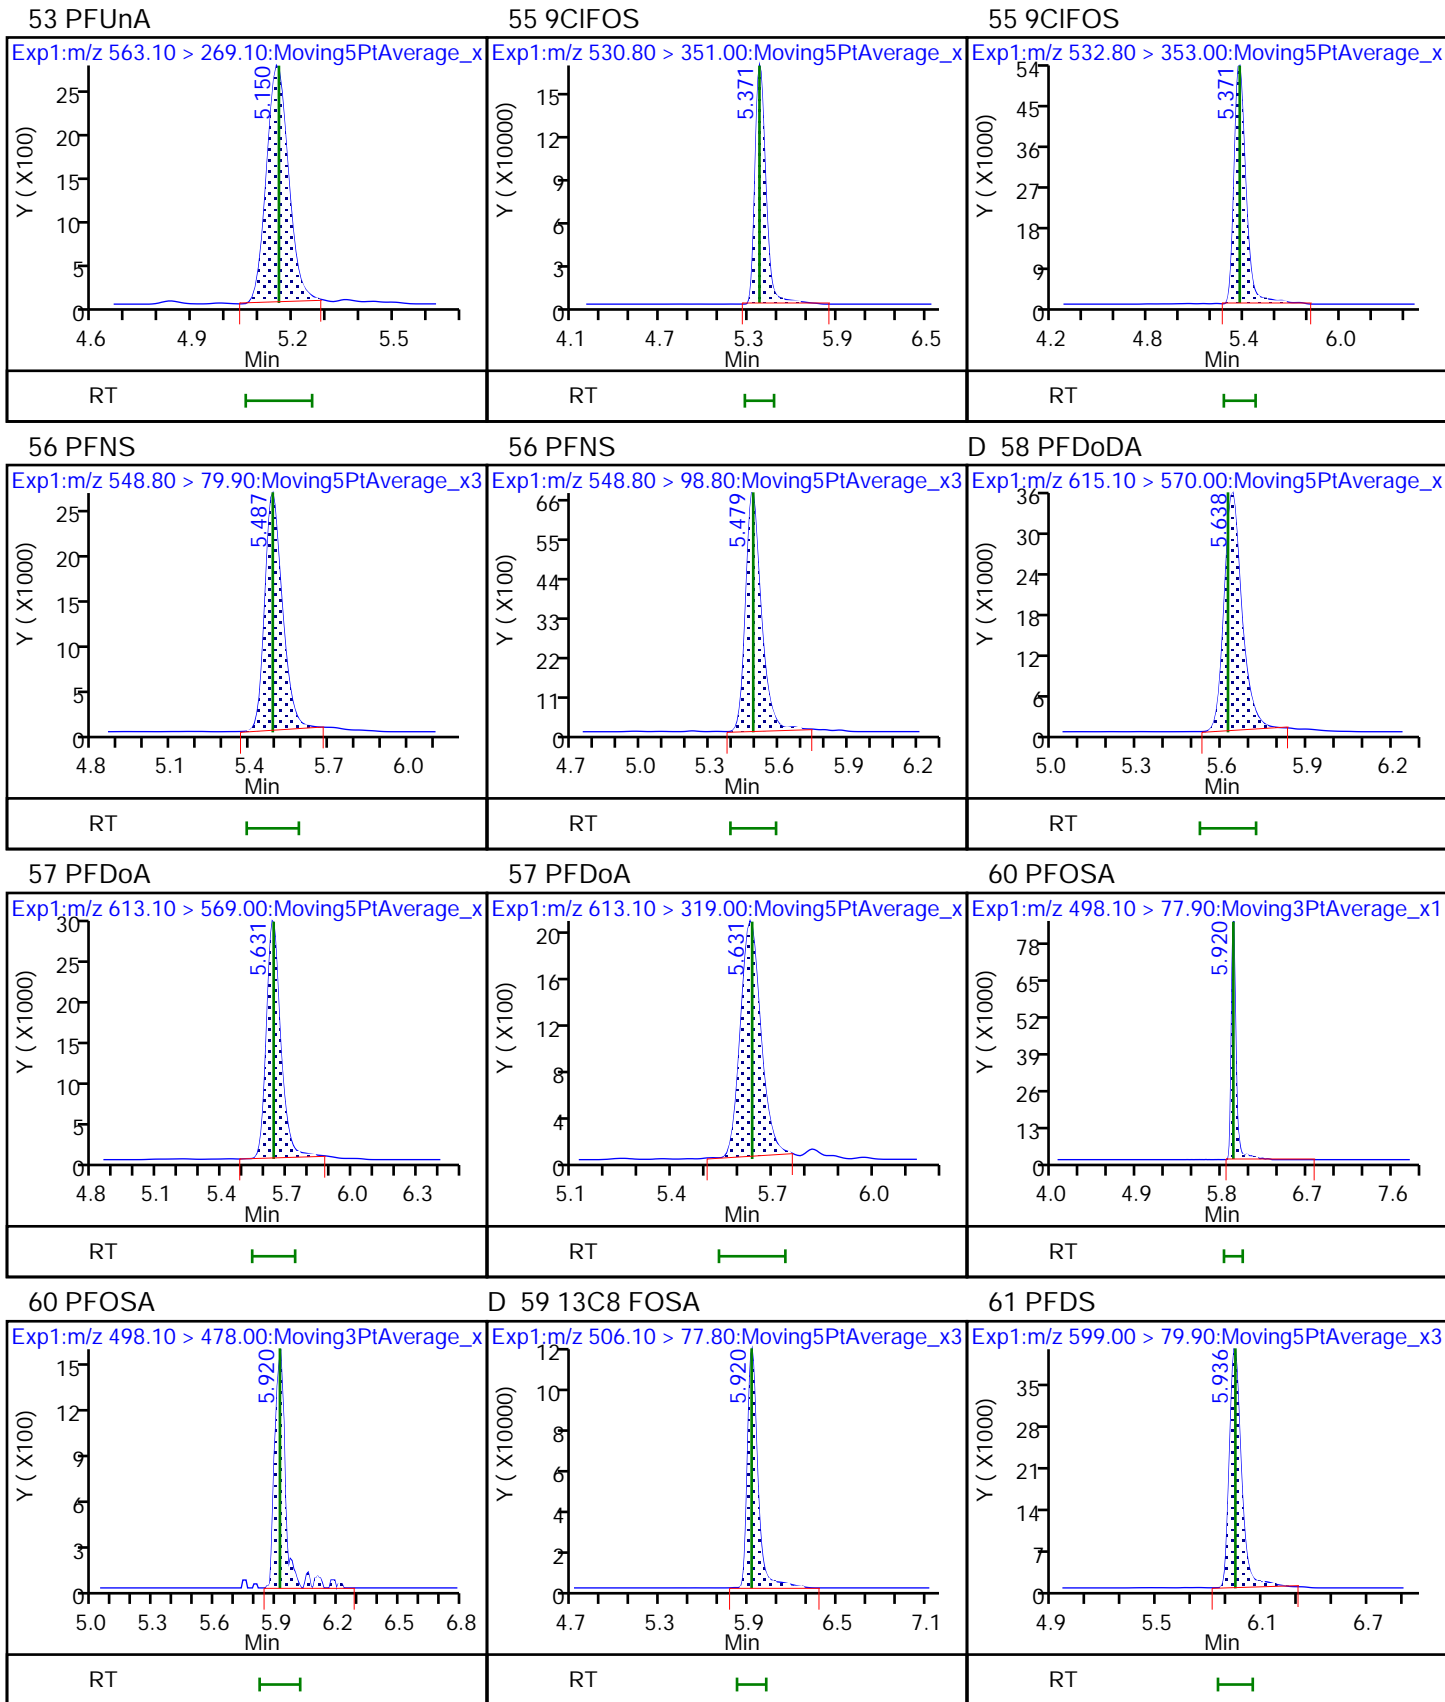 53 PFUnA
Exp1:m/z 563.10 > 269.10:Moving5PtAverage_x
5.150
Y ( X100)
25
20
15
10
5
0
4.6 4.9 5.2 5.5
Min
RT
55 9ClFOS
Exp1:m/z 530.80 > 351.00:Moving5PtAverage_x
5.371
Y ( X10000)
15
12
9
6
3
0
4.1 4.7 5.3 5.9 6.5
Min
RT
55 9ClFOS
Exp1:m/z 532.80 > 353.00:Moving5PtAverage_x
5.371
Y ( X1000)
54
45
36
27
18
9
0
4.2 4.8 5.4 6.0
Min
RT
56 PFNS
Exp1:m/z 548.80 > 79.90:Moving5PtAverage_x3
5.487
Y ( X1000)
25
20
15
10
5
0
4.8 5.1 5.4 5.7 6.0
Min
RT
56 PFNS
Exp1:m/z 548.80 > 98.80:Moving5PtAverage_x3
5.479
Y ( X100)
66
55
44
33
22
11
0
4.7 5.0 5.3 5.6 5.9 6.2
Min
RT
D 58 PFDoDA
Exp1:m/z 615.10 > 570.00:Moving5PtAverage_x
5.638
Y ( X1000)
36
30
24
18
12
6
0
5.0 5.3 5.6 5.9 6.2
Min
RT
57 PFDoA
Exp1:m/z 613.10 > 569.00:Moving5PtAverage_x
5.631
Y ( X1000)
30
25
20
15
10
5
0
4.8 5.1 5.4 5.7 6.0 6.3
Min
RT
57 PFDoA
Exp1:m/z 613.10 > 319.00:Moving5PtAverage_x
5.631
Y ( X100)
20
16
12
8
4
0
5.1 5.4 5.7 6.0
Min
RT
60 PFOSA
Exp1:m/z 498.10 > 77.90:Moving3PtAverage_x1
5.920
Y ( X1000)
78
65
52
39
26
13
0
4.0 4.9 5.8 6.7 7.6
Min
RT
60 PFOSA
Exp1:m/z 498.10 > 478.00:Moving3PtAverage_x
5.920
Y ( X100)
15
12
9
6
3
0
5.0 5.3 5.6 5.9 6.2 6.5 6.8
Min
RT
D 59 13C8 FOSA
Exp1:m/z 506.10 > 77.80:Moving5PtAverage_x3
5.920
Y ( X10000)
12
10
8
6
4
2
0
4.7 5.3 5.9 6.5 7.1
Min
RT
61 PFDS
Exp1:m/z 599.00 > 79.90:Moving5PtAverage_x3
5.936
Y ( X1000)
35
28
21
14
7
0
4.9 5.5 6.1 6.7
Min
RT